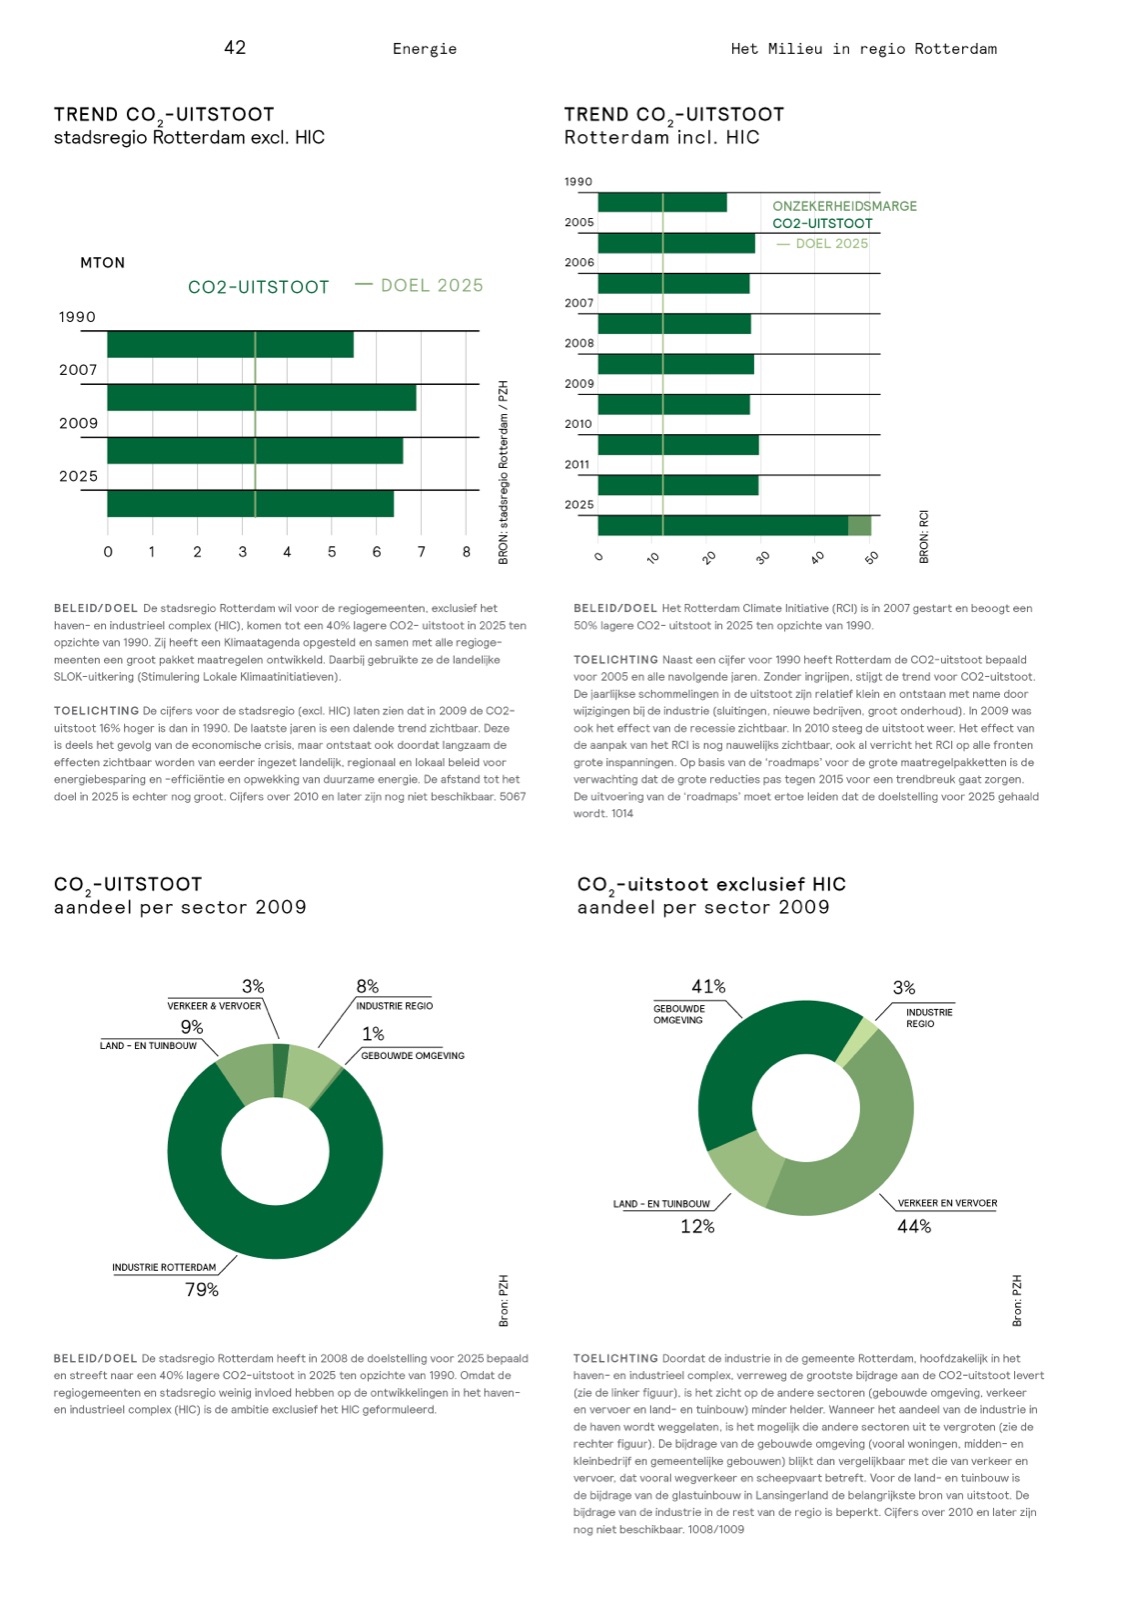 42
Energie
Het Milieu in regio Rotterdam
TREND CO2-UITSTOOT
stadsregio Rotterdam excl. HIC
MTON
CO2-UITSTOOT
— DOEL 2025
1990
2007
2009
2025
0 1 2 3 4 5 6 7 8
BRON: stadsregio Rotterdam / PZH
BELEID/DOEL De stadsregio Rotterdam wil voor de regiogemeenten, exclusief het
haven- en industrieel complex (HIC), komen tot een 40% lagere CO2- uitstoot in 2025 ten
opzichte van 1990. Zij heeft een Klimaatagenda opgesteld en samen met alle regioge-
meenten een groot pakket maatregelen ontwikkeld. Daarbij gebruikte ze de landelijke
SLOK-uitkering (Stimulering Lokale Klimaatinitiatieven).
TOELICHTING De cijfers voor de stadsregio (excl. HIC) laten zien dat in 2009 de CO2-
uitstoot 16% hoger is dan in 1990. De laatste jaren is een dalende trend zichtbaar. Deze
is deels het gevolg van de economische crisis, maar ontstaat ook doordat langzaam de
effecten zichtbaar worden van eerder ingezet landelijk, regionaal en lokaal beleid voor
energiebesparing en -efficiëntie en opwekking van duurzame energie. De afstand tot het
doel in 2025 is echter nog groot. Cijfers over 2010 en later zijn nog niet beschikbaar. 5067
TREND CO2-UITSTOOT
Rotterdam incl. HIC
1990
2005
2006
2007
2008
2009
2010
2011
2025
ONZEKERHEIDSMARGE
CO2-UITSTOOT
— DOEL 2025
0 10 20 30 40 50
BRON: RCI
BELEID/DOEL Het Rotterdam Climate Initiative (RCI) is in 2007 gestart en beoogt een
50% lagere CO2- uitstoot in 2025 ten opzichte van 1990.
TOELICHTING Naast een cijfer voor 1990 heeft Rotterdam de CO2-uitstoot bepaald
voor 2005 en alle navolgende jaren. Zonder ingrijpen, stijgt de trend voor CO2-uitstoot.
De jaarlijkse schommelingen in de uitstoot zijn relatief klein en ontstaan met name door
wijzigingen bij de industrie (sluitingen, nieuwe bedrijven, groot onderhoud). In 2009 was
ook het effect van de recessie zichtbaar. In 2010 steeg de uitstoot weer. Het effect van
de aanpak van het RCI is nog nauwelijks zichtbaar, ook al verricht het RCI op alle fronten
grote inspanningen. Op basis van de ‘roadmaps’ voor de grote maatregelpakketten is de
verwachting dat de grote reducties pas tegen 2015 voor een trendbreuk gaat zorgen.
De uitvoering van de ‘roadmaps’ moet ertoe leiden dat de doelstelling voor 2025 gehaald
wordt. 1014
CO2-UITSTOOT
aandeel per sector 2009
3%
VERKEER & VERVOER
8%
INDUSTRIE REGIO
9%
LAND - EN TUINBOUW
1%
GEBOUWDE OMGEVING
INDUSTRIE ROTTERDAM
79%
Bron: PZH
BELEID/DOEL De stadsregio Rotterdam heeft in 2008 de doelstelling voor 2025 bepaald
en streeft naar een 40% lagere CO2-uitstoot in 2025 ten opzichte van 1990. Omdat de
regiogemeenten en stadsregio weinig invloed hebben op de ontwikkelingen in het haven-
en industrieel complex (HIC) is de ambitie exclusief het HIC geformuleerd.
CO2-uitstoot exclusief HIC
aandeel per sector 2009
41%
GEBOUWDE
OMGEVING
3%
INDUSTRIE
REGIO
LAND - EN TUINBOUW
12%
VERKEER EN VERVOER
44%
Bron: PZH
TOELICHTING Doordat de industrie in de gemeente Rotterdam, hoofdzakelijk in het
haven- en industrieel complex, verreweg de grootste bijdrage aan de CO2-uitstoot levert
(zie de linker figuur), is het zicht op de andere sectoren (gebouwde omgeving, verkeer
en vervoer en land- en tuinbouw) minder helder. Wanneer het aandeel van de industrie in
de haven wordt weggelaten, is het mogelijk die andere sectoren uit te vergroten (zie de
rechter figuur). De bijdrage van de gebouwde omgeving (vooral woningen, midden- en
kleinbedrijf en gemeentelijke gebouwen) blijkt dan vergelijkbaar met die van verkeer en
vervoer, dat vooral wegverkeer en scheepvaart betreft. Voor de land- en tuinbouw is
de bijdrage van de glastuinbouw in Lansingerland de belangrijkste bron van uitstoot. De
bijdrage van de industrie in de rest van de regio is beperkt. Cijfers over 2010 en later zijn
nog niet beschikbaar. 1008/1009